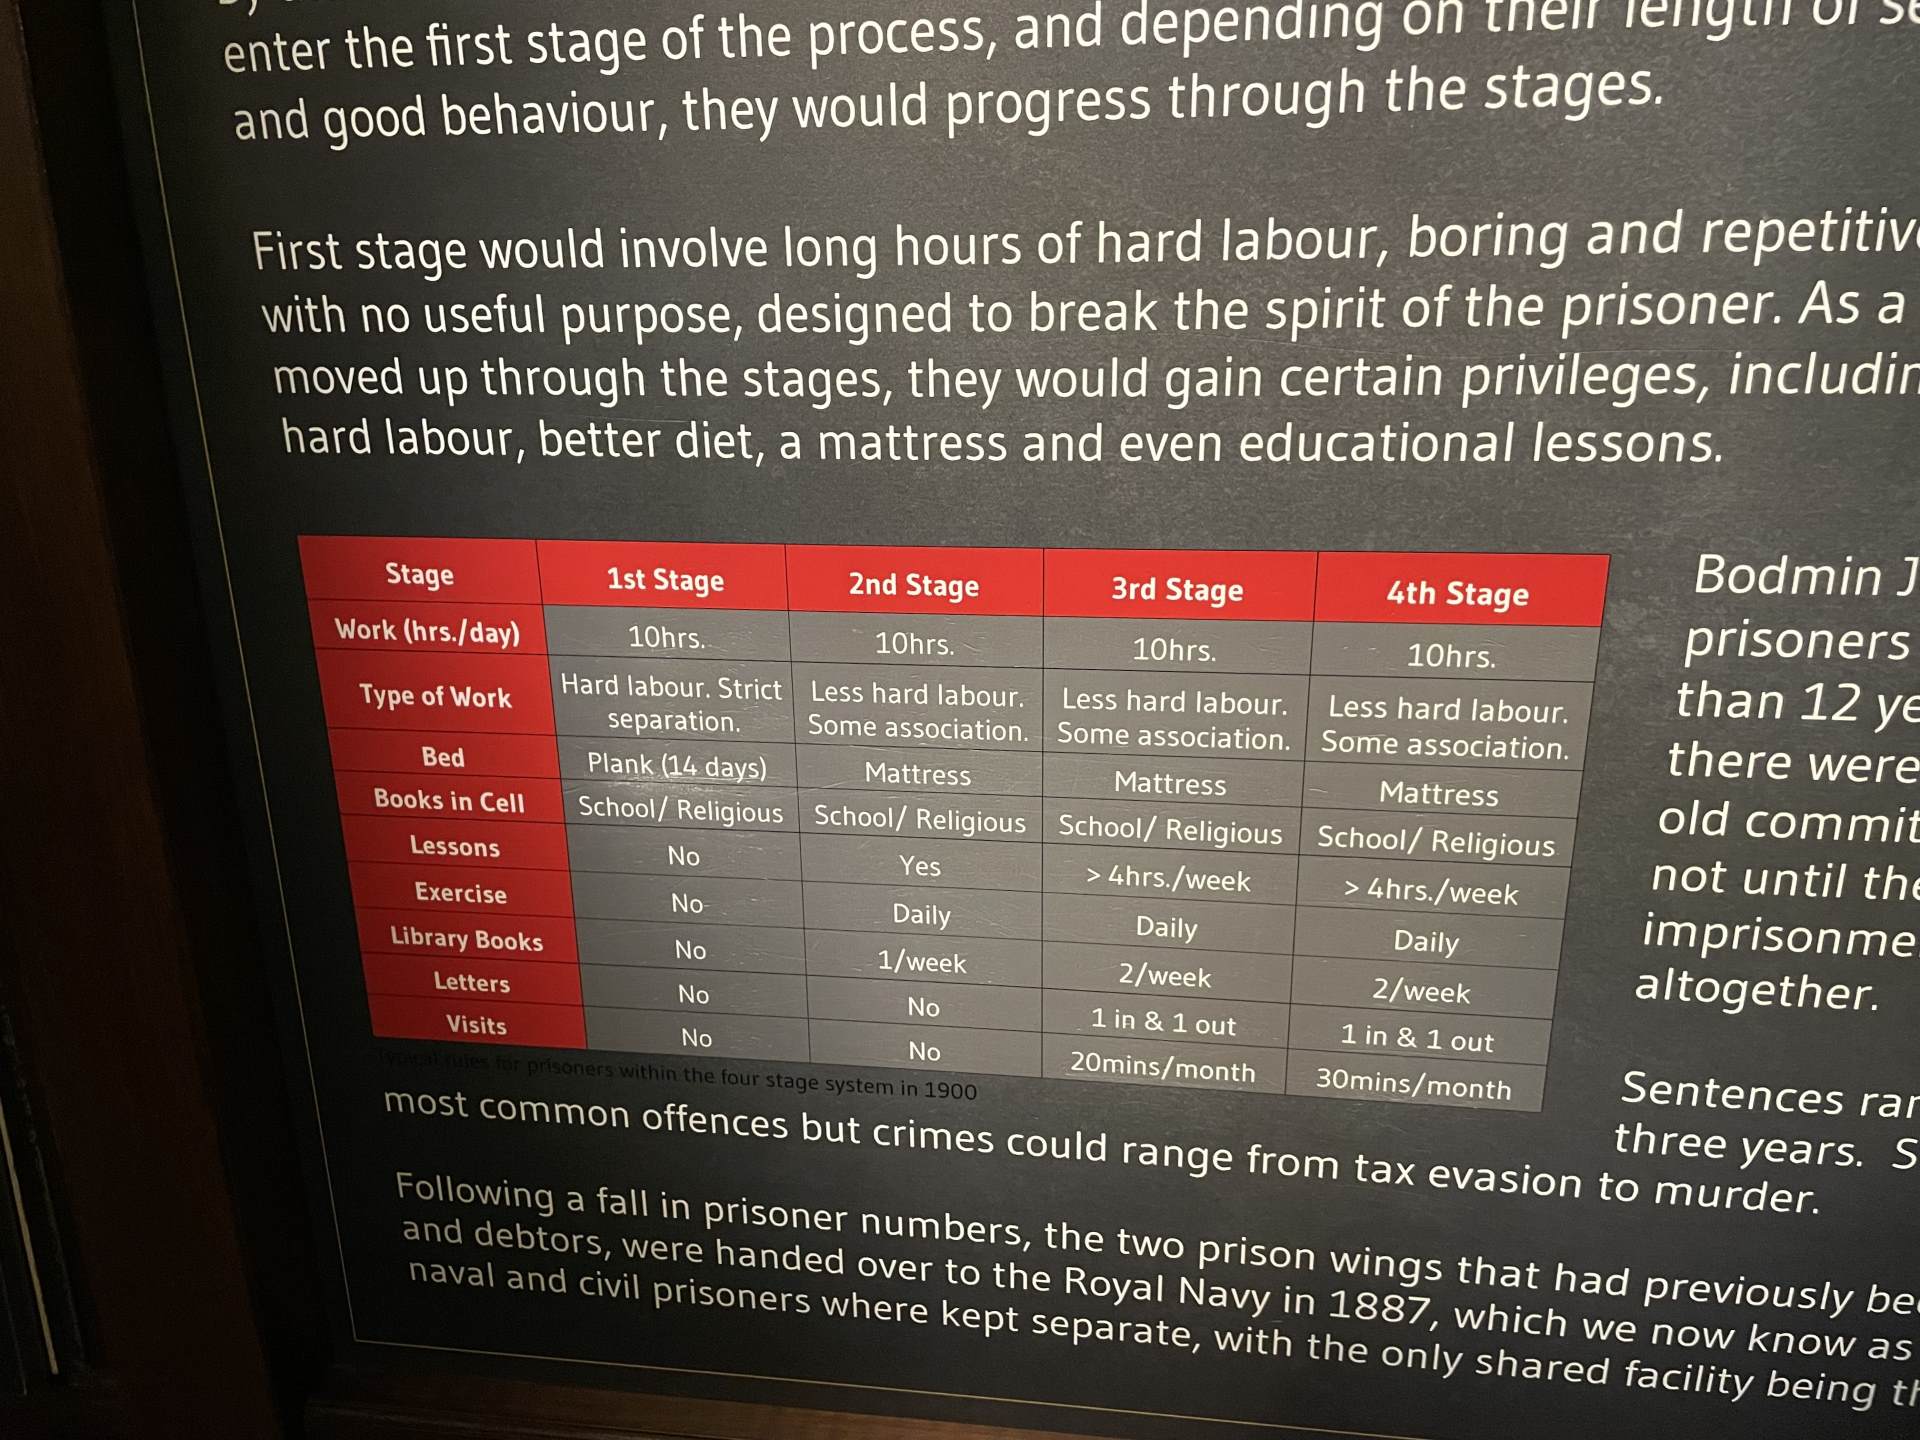 enter the first stage of the process, and depending on their length of
and good behaviour, they would progress through the stages.
First stage would involve long hours of hard labour, boring and
with no useful purpose, designed to break the spirit of the prisoner. As a
moved up through the stages, they would gain certain privileges,
hard labour, better diet, a mattress and even educational lessons.
Stage 1st Stage 2nd Stage 3rd Stage 4th Stage
Work (hrs./day) 10hrs. 10hrs. 10hrs. 10hrs.
Type of Work Hard labour. Strict separation. Less hard labour. Some association. Less hard labour. Some association. Less hard labour. Some association.
Bed Plank (14 days) Mattress Mattress Mattress
Books in Cell School/ Religious School/ Religious School/ Religious School/ Religious
Lessons No Yes > 4hrs./week > 4hrs./week
Exercise No Daily Daily Daily
Library Books No 1/week 2/week 2/week
Letters No No 1 in & 1 out 1 in & 1 out
Visits No No 20mins/month 30mins/month
Typical rules for prisoners within the four stage system in 1900
Bodmin
prisoners
than 12
there were
old
not until
altogether.
Sentences
three years.
most common offences but crimes could range from tax evasion to murder.
Following a fall in prisoner numbers, the two prison wings that had previously
and debtors, were handed over to the Royal Navy in 1887, which we now know as
naval and civil prisoners where kept separate, with the only shared facility being